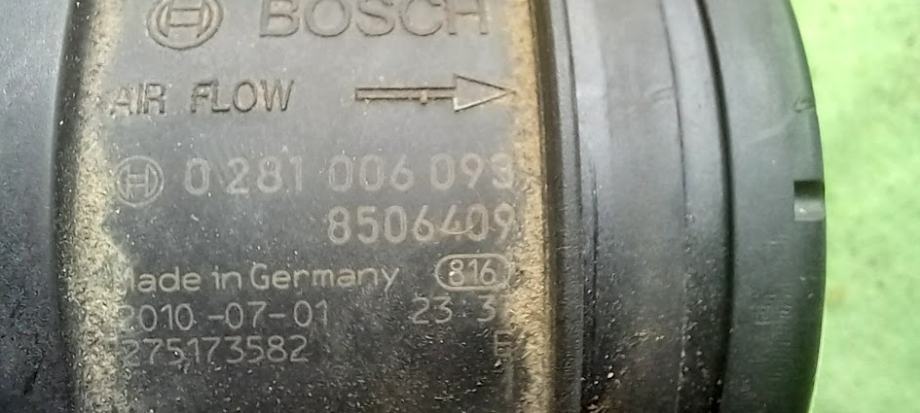 BOSCH
AIR FLOW
0 281 006 093
8506409
Made in Germany 816
2010-07-01 23 3
275173582 E